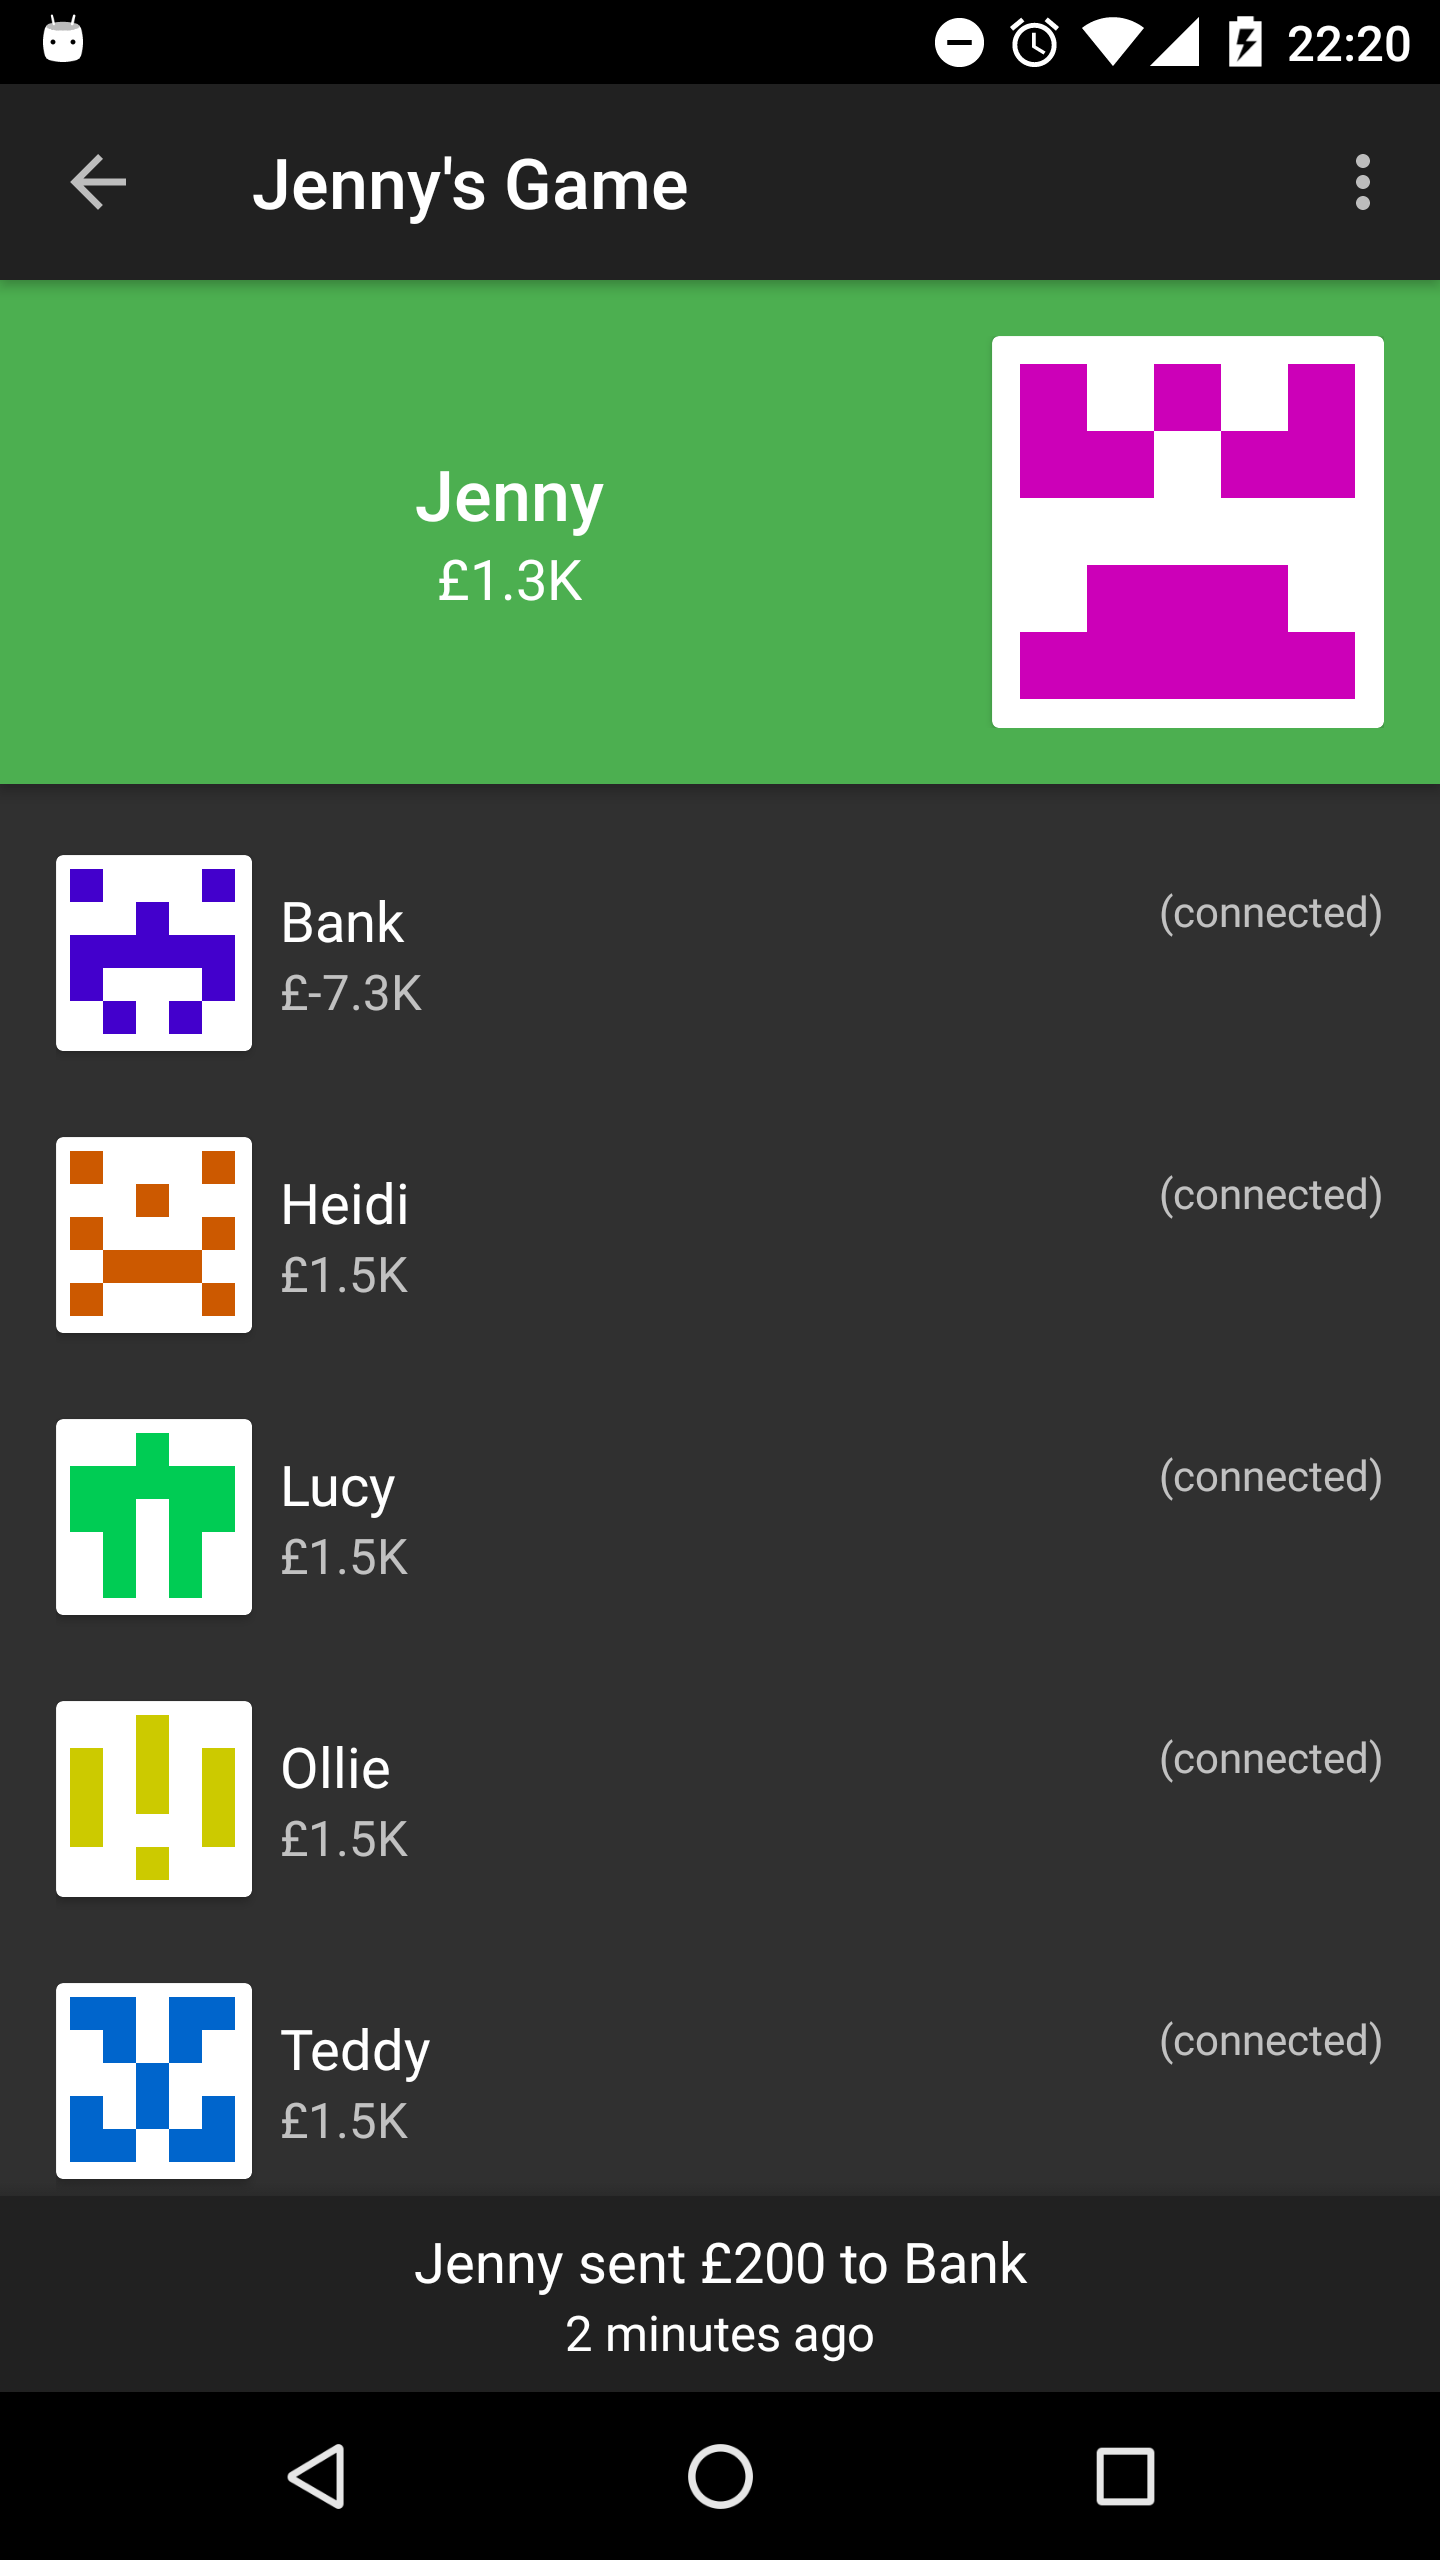 22:20
Jenny's Game
Jenny
£1.3K
Bank
(connected)
£-7.3K
Heidi
(connected)
£1.5K
Lucy
(connected)
£1.5K
Ollie
(connected)
£1.5K
Teddy
(connected)
£1.5K
Jenny sent £200 to Bank
2 minutes ago